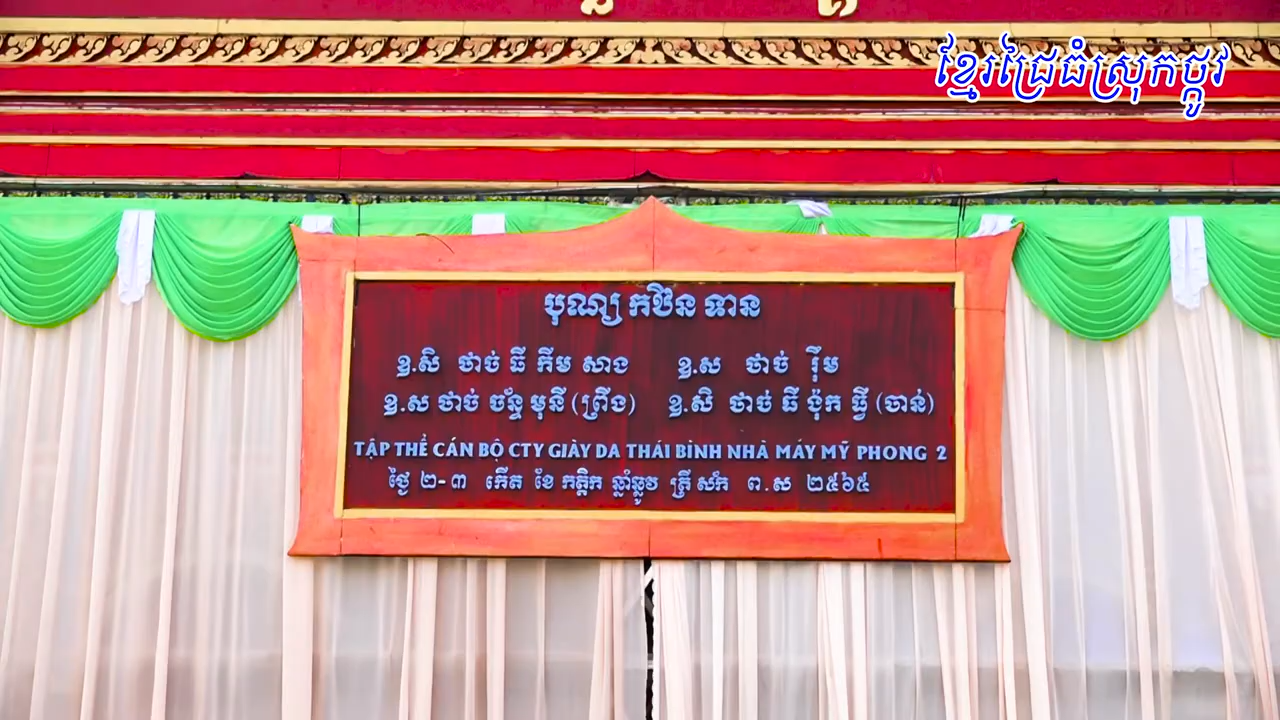 ខ្មែរជ្រៃធំស្រុកថ្កូវ
បុណ្យ កឋិន ទាន
ឧ.សិ ថាច់ ធី កឹម សាង ឧ.ស ថាច់ រ៉ឹម
ឧ.ស ថាច់ ច័ន្ទ មុនី (ព្រីង) ឧ.សិ ថាច់ ធី ង៉ុក ធ្វី (ចាន់)
TẬP THỂ CÁN BỘ CTY GIÀY DA THÁI BÌNH NHÀ MÁY MỸ PHONG 2
ថ្ងៃ ២-៣ កើត ខែ កត្តិក ឆ្នាំឆ្លូវ ត្រី ស័ក ព.ស ២៥៦៥